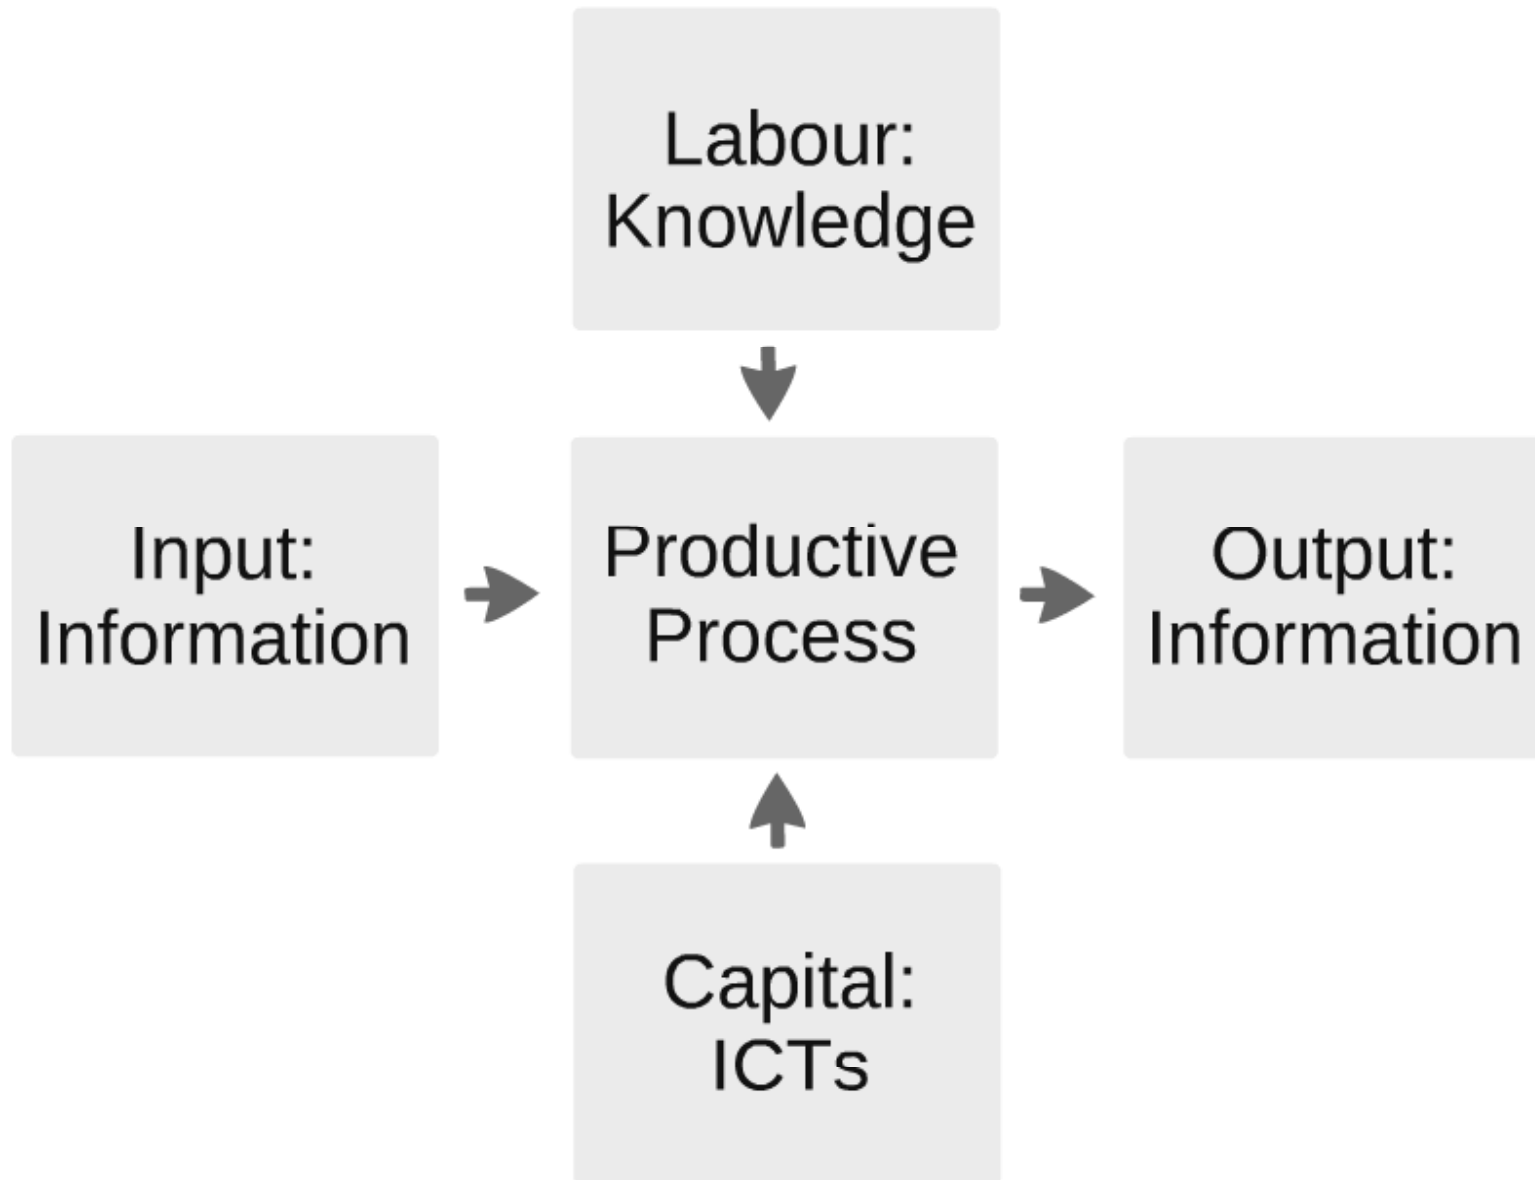 Labour:
Knowledge
Input:
Information
Productive
Process
Output:
Information
Capital:
ICTs